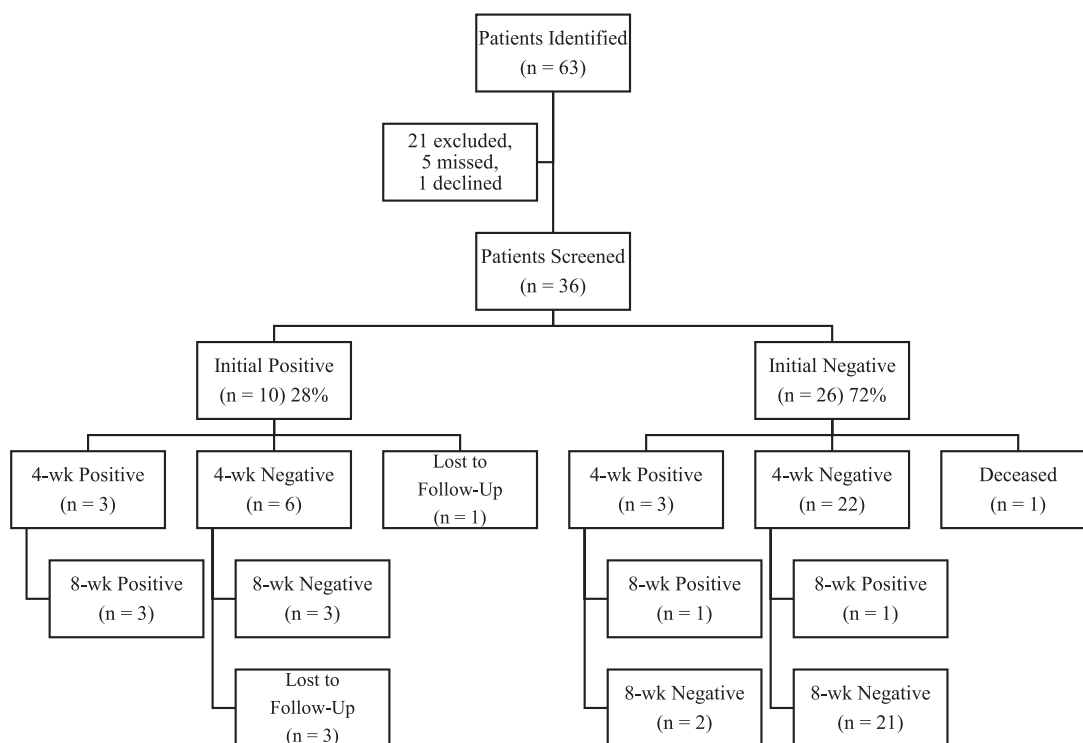 Patients Identified
(n = 63)
21 excluded,
5 missed,
1 declined
Patients Screened
(n = 36)
Initial Positive
(n = 10) 28%
Initial Negative
(n = 26) 72%
4-wk Positive
(n = 3)
4-wk Negative
(n = 6)
Lost to
Follow-Up
(n = 1)
4-wk Positive
(n = 3)
4-wk Negative
(n = 22)
Deceased
(n = 1)
8-wk Positive
(n = 3)
8-wk Negative
(n = 3)
8-wk Positive
(n = 1)
8-wk Positive
(n = 1)
Lost to
Follow-Up
(n = 3)
8-wk Negative
(n = 2)
8-wk Negative
(n = 21)